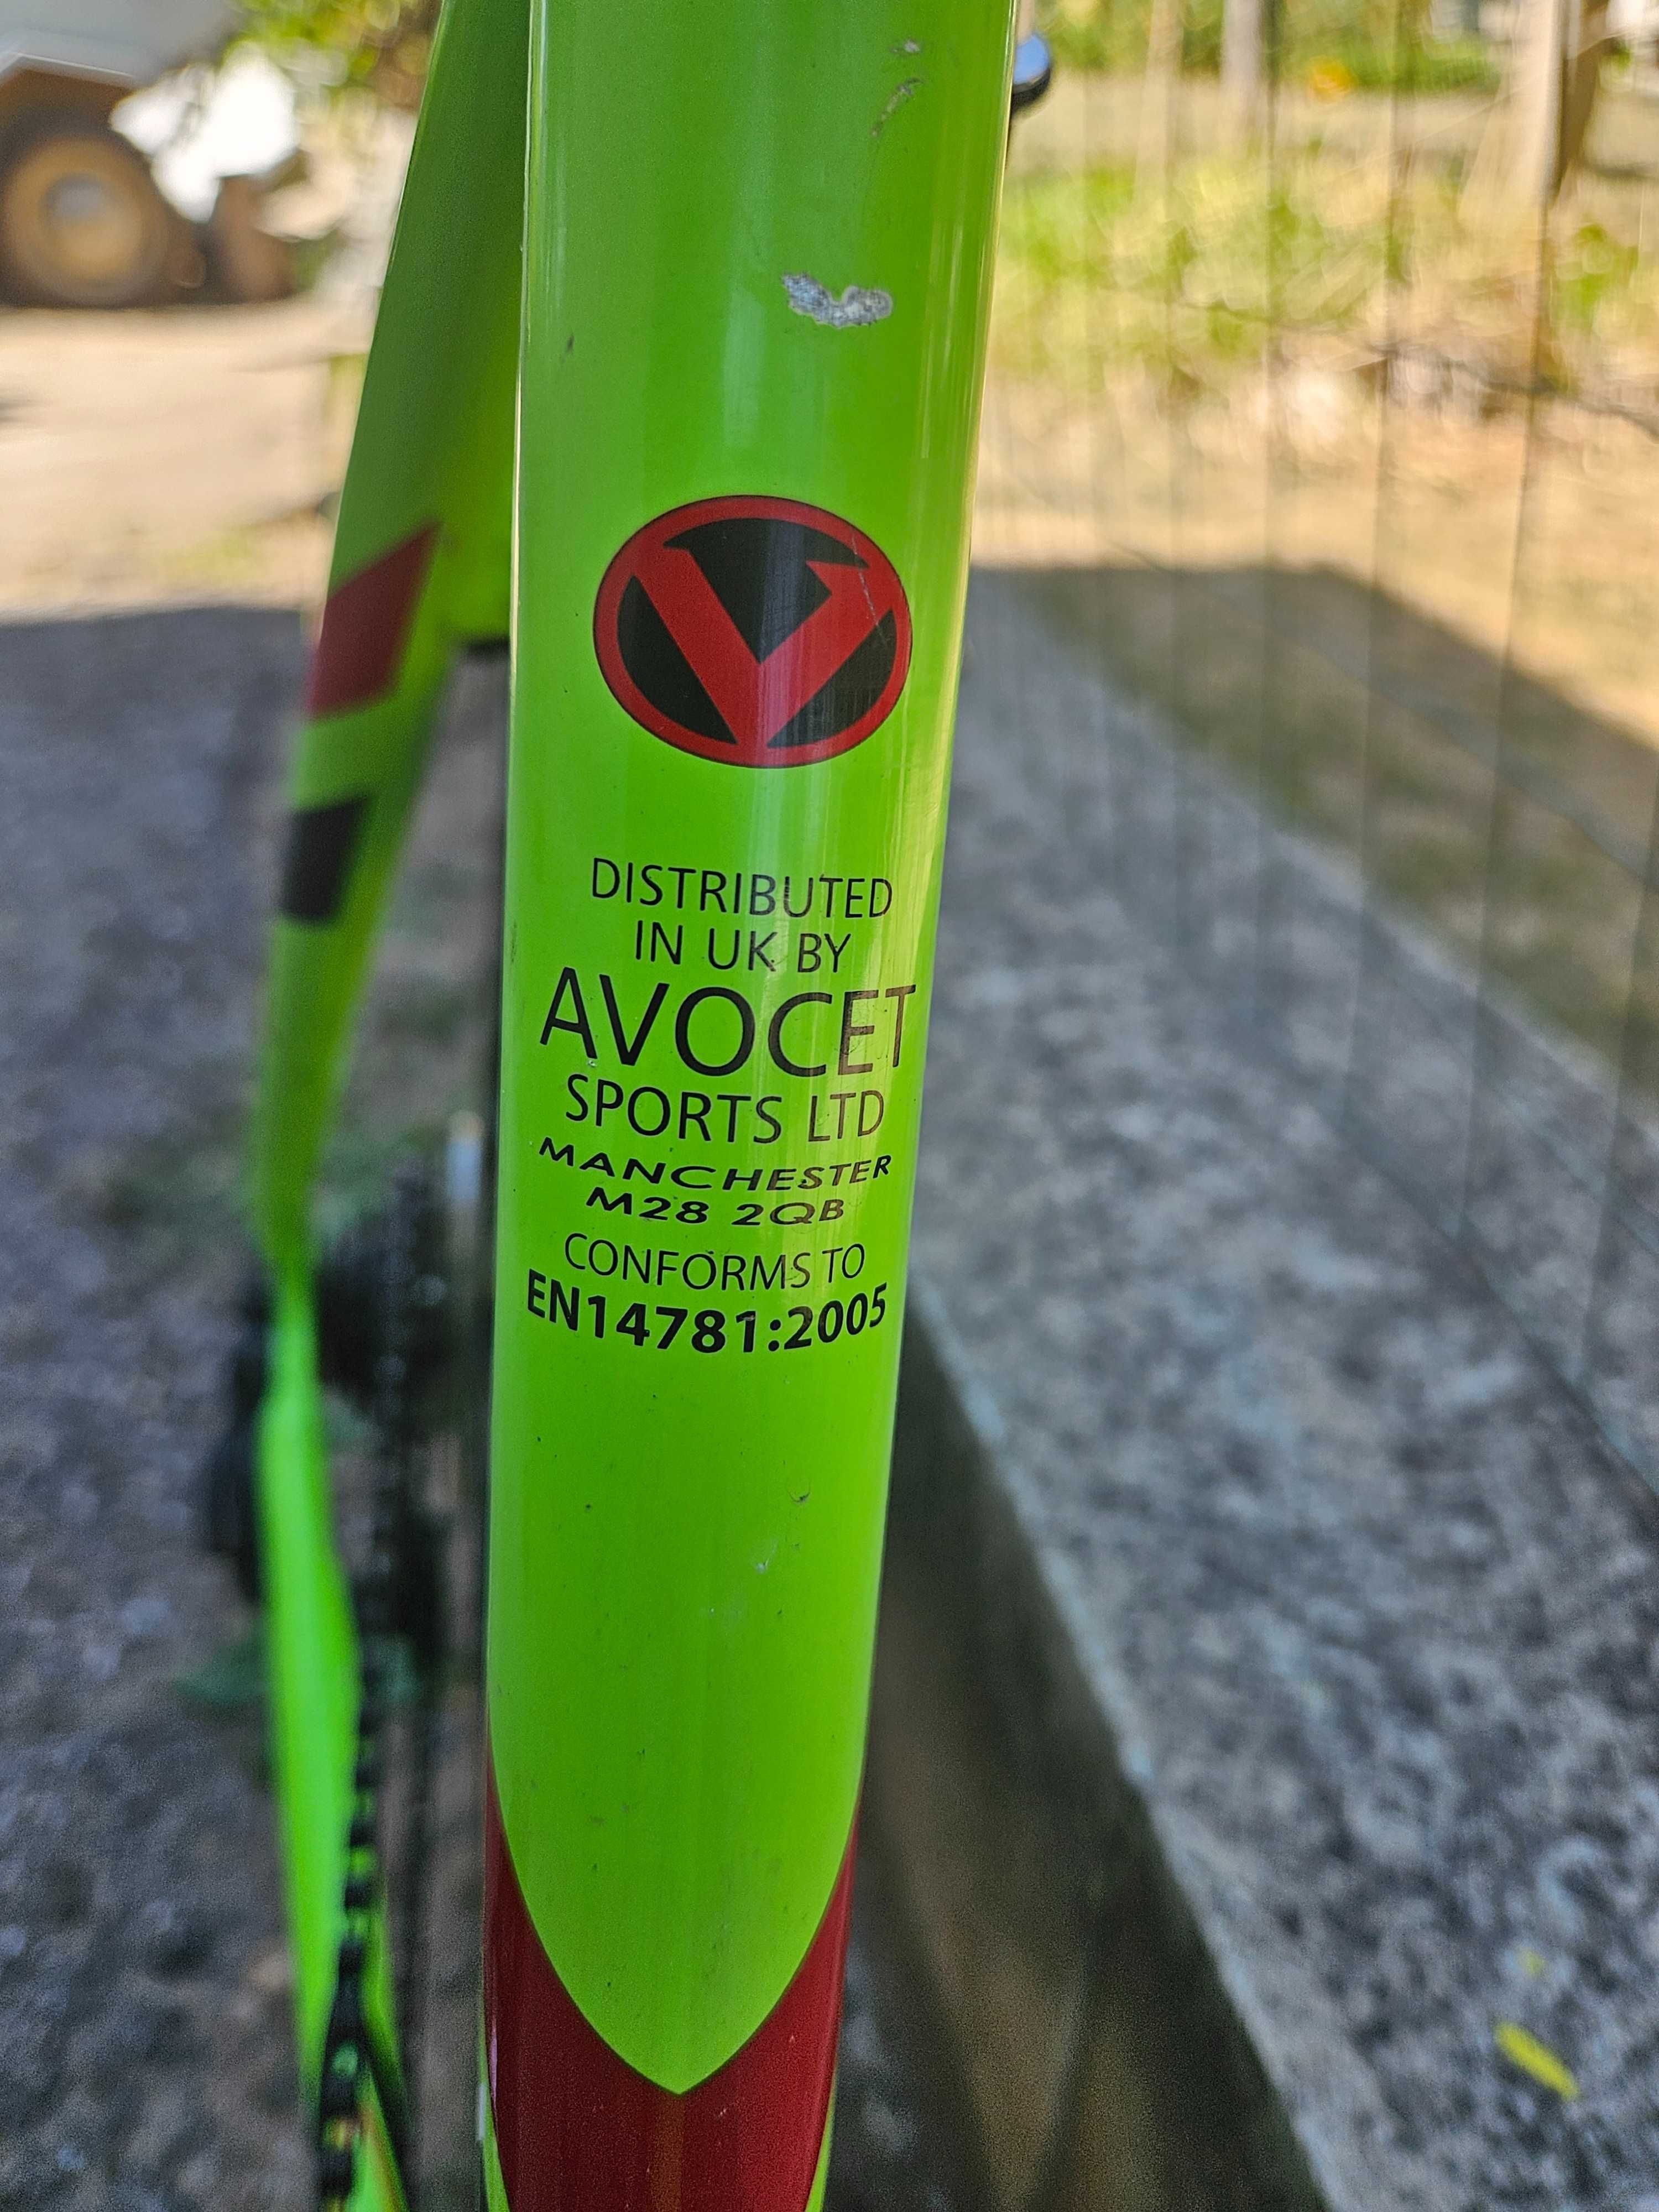 V
DISTRIBUTED
IN UK BY
AVOCET
SPORTS LTD
MANCHESTER
M28 2QB
CONFORMS TO
EN14781:2005